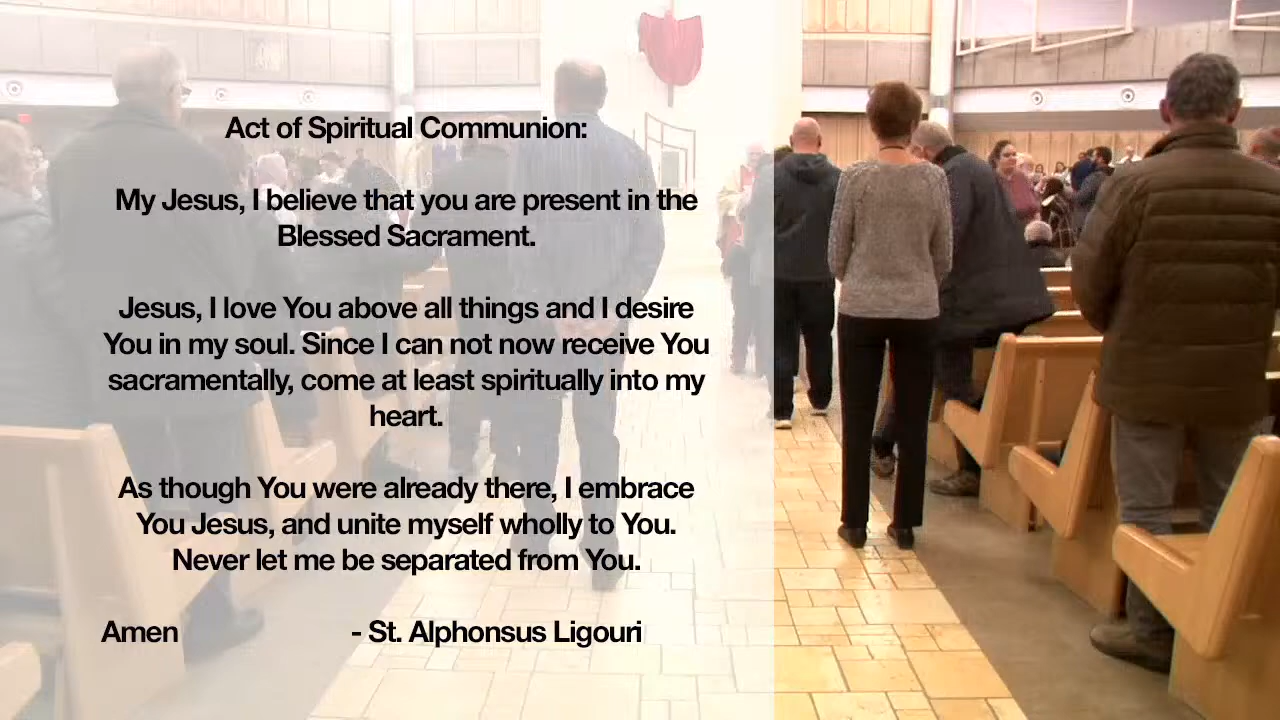 Act of Spiritual Communion:
My Jesus, I believe that you are present in the
Blessed Sacrament.
Jesus, I love You above all things and I desire
You in my soul. Since I can not now receive You
sacramentally, come at least spiritually into my
heart.
As though You were already there, I embrace
You Jesus, and unite myself wholly to You.
Never let me be separated from You.
Amen - St. Alphonsus Ligouri